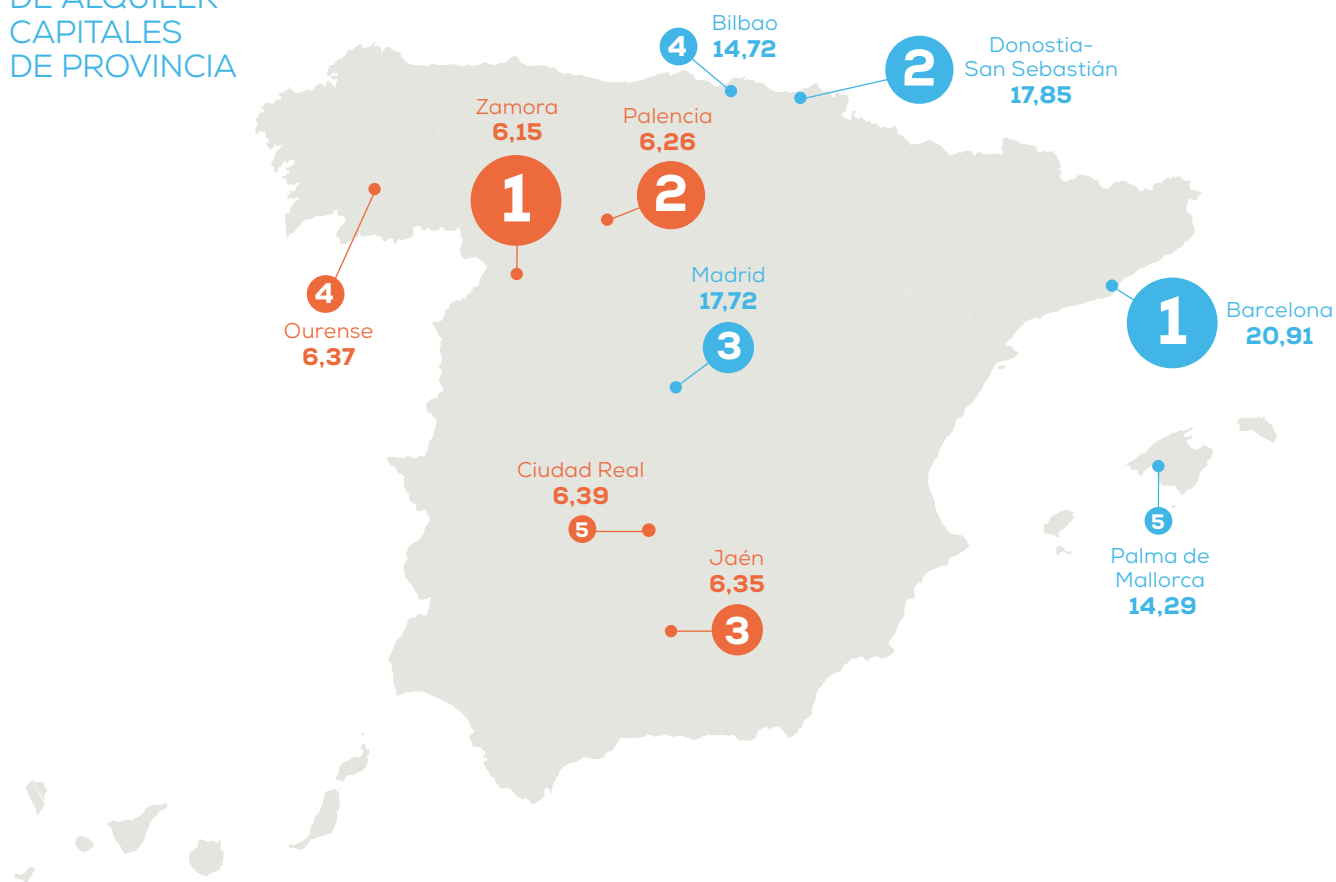 DE ALQUILER
CAPITALES
DE PROVINCIA
4
Bilbao
14,72
2
Donostia-
San Sebastián
17,85
Zamora
6,15
1
Palencia
6,26
2
4
Ourense
6,37
Madrid
17,72
3
1
Barcelona
20,91
Ciudad Real
6,39
5
5
Palma de
Mallorca
14,29
Jaén
6,35
3